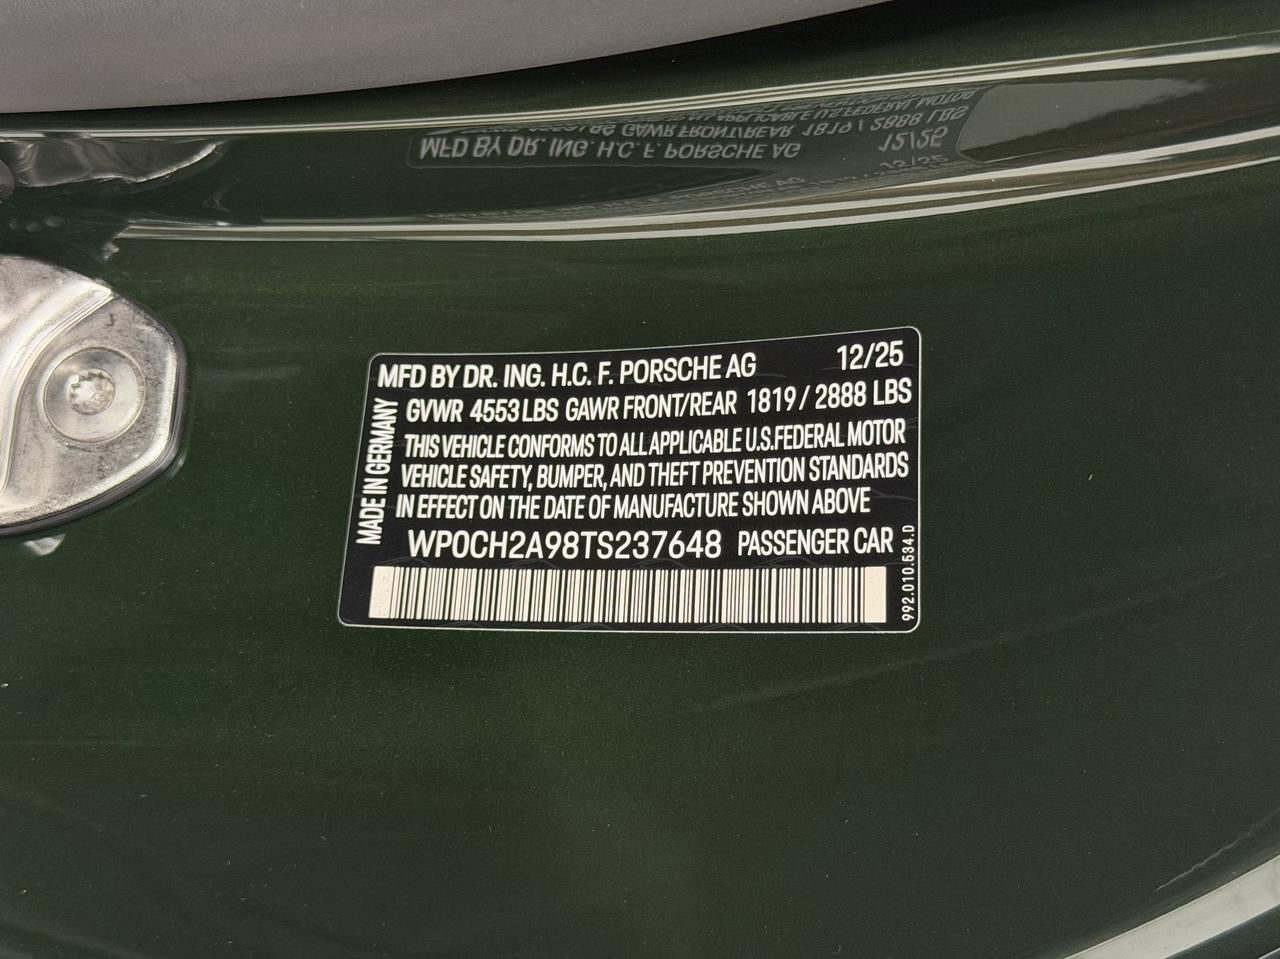 MFD BY DR. ING. H.C. F. PORSCHE AG 12/25
GVWR 4553 LBS GAWR FRONT/REAR 1819 / 2888 LBS
THIS VEHICLE CONFORMS TO ALL APPLICABLE U.S.FEDERAL MOTOR
VEHICLE SAFETY, BUMPER, AND THEFT PREVENTION STANDARDS
IN EFFECT ON THE DATE OF MANUFACTURE SHOWN ABOVE
WP0CH2A98TS237648 PASSENGER CAR
MADE IN GERMANY
992.010.534.D